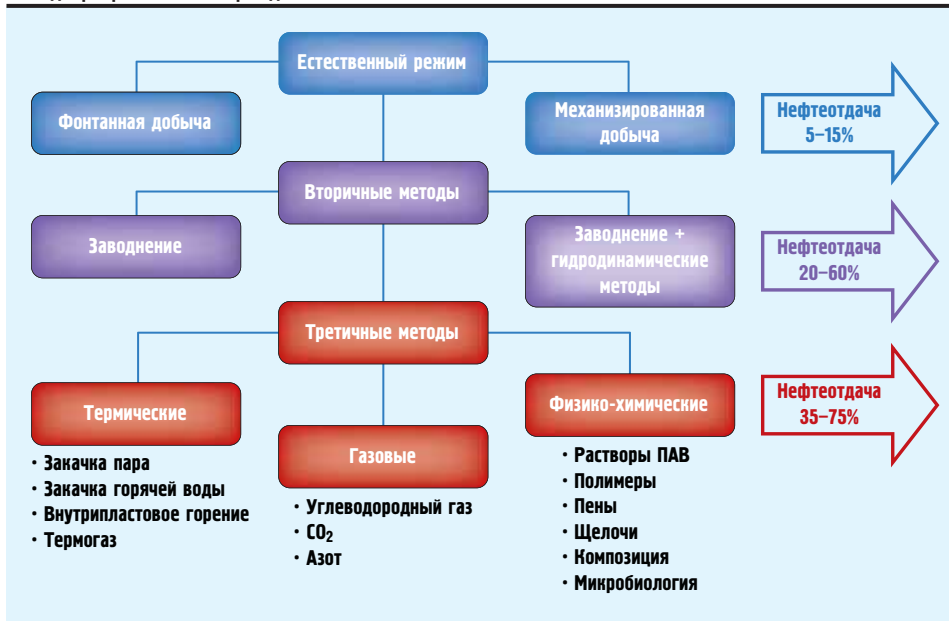 Естественный режим
Фонтанная добыча
Механизированная
добыча
Нефтеотдача
5–15%
Вторичные методы
Заводнение
Заводнение +
гидродинамические
методы
Нефтеотдача
20–60%
Третичные методы
Термические
Газовые
Физико-химические
Нефтеотдача
35–75%
· Закачка пара
· Закачка горячей воды
· Внутрипластовое горение
· Термогаз
· Углеводородный газ
· CO₂
· Азот
· Растворы ПАВ
· Полимеры
· Пены
· Щелочи
· Композиция
· Микробиология